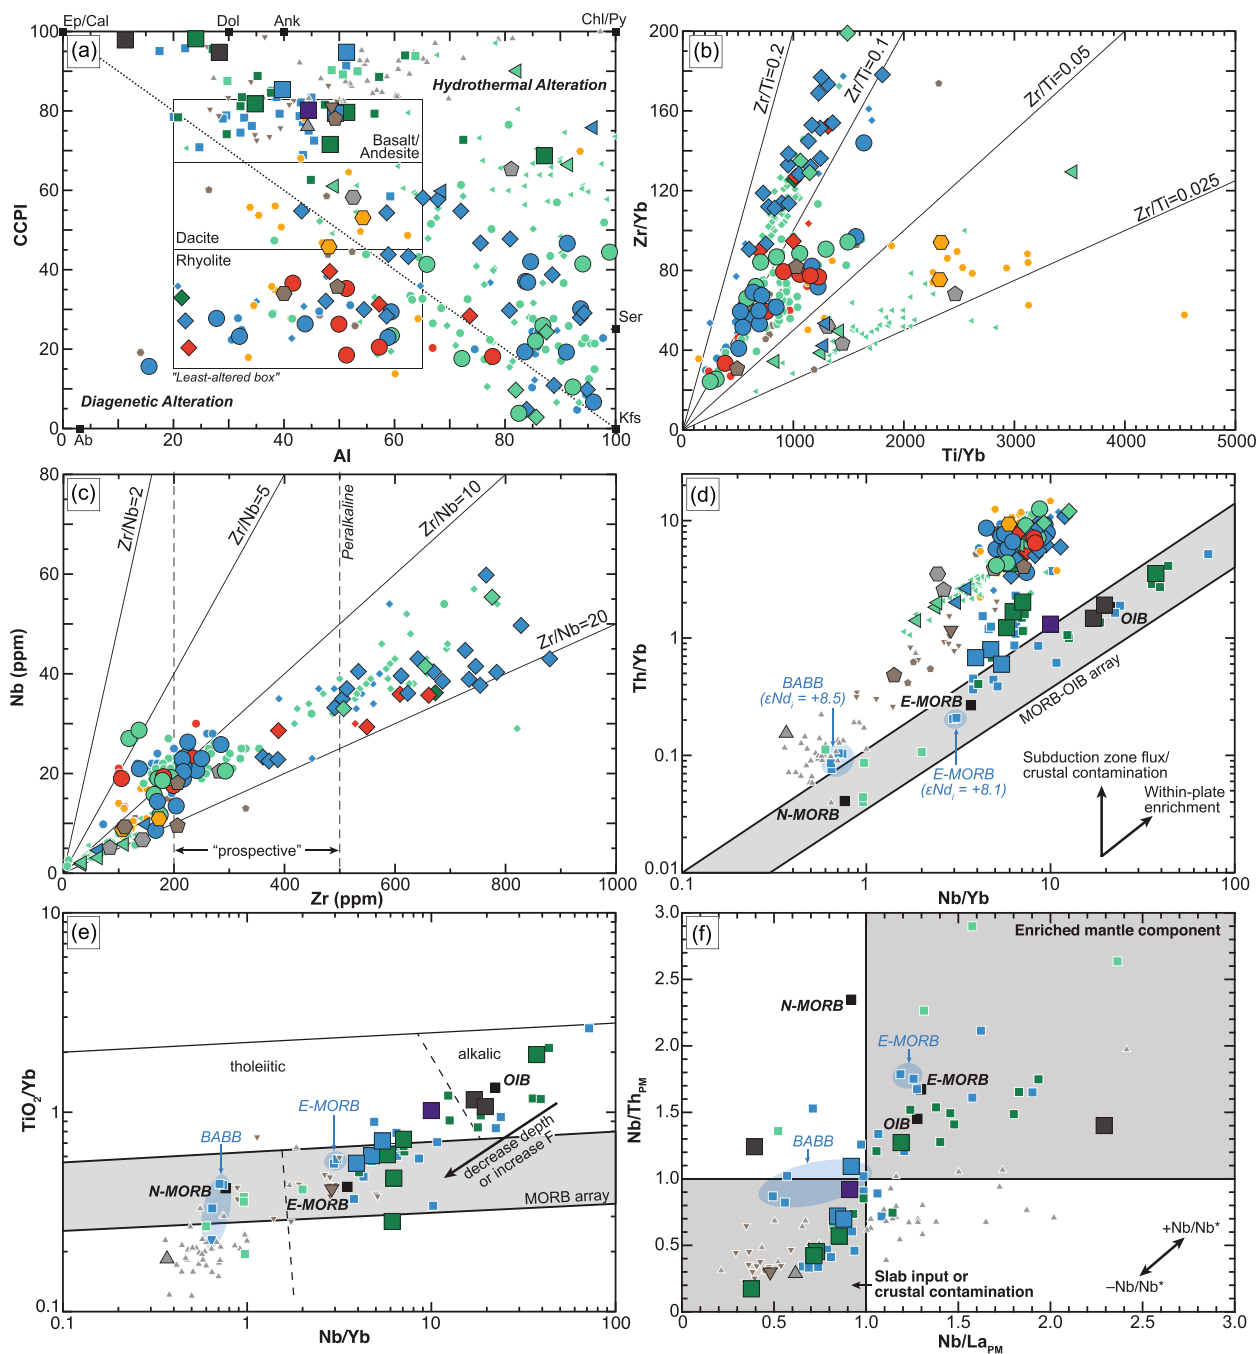 Ep/Cal Dol Ank Chl/Py
(a)
100
80
60
40
20
0
CCPI
Hydrothermal Alteration
Basalt/
Andesite
Dacite
Rhyolite
"Least-altered box"
Diagenetic Alteration
Ser
Kfs
Ab
20 40 60 80 100
AI
(b)
200
160
120
80
40
0
Zr/Yb
Zr/Ti=0.2
Zr/Ti=0.1
Zr/Ti=0.05
Zr/Ti=0.025
0 1000 2000 3000 4000 5000
Ti/Yb
(c)
80
60
40
20
0
Nb (ppm)
Zr/Nb=2
Zr/Nb=5
Peralkaline
Zr/Nb=10
Zr/Nb=20
"prospective"
0 200 400 600 800 1000
Zr (ppm)
(d)
10
1
0.1
0.01
Th/Yb
OIB
BABB
(εNdi = +8.5)
E-MORB
MORB-OIB array
E-MORB
(εNdi = +8.1)
N-MORB
Subduction zone flux/
crustal contamination
Within-plate
enrichment
0.1 1 10 100
Nb/Yb
(e)
10
1
0.1
TiO2/Yb
tholeiitic
alkalic
OIB
E-MORB
BABB
decrease depth
or increase F
N-MORB
E-MORB
MORB array
0.1 1 10 100
Nb/Yb
(f)
3.0
2.5
2.0
1.5
1.0
0.5
0
Nb/ThPM
Enriched mantle component
N-MORB
E-MORB
E-MORB
OIB
BABB
+Nb/Nb*
–Nb/Nb*
Slab input or
crustal contamination
0.0 0.5 1.0 1.5 2.0 2.5 3.0
Nb/LaPM